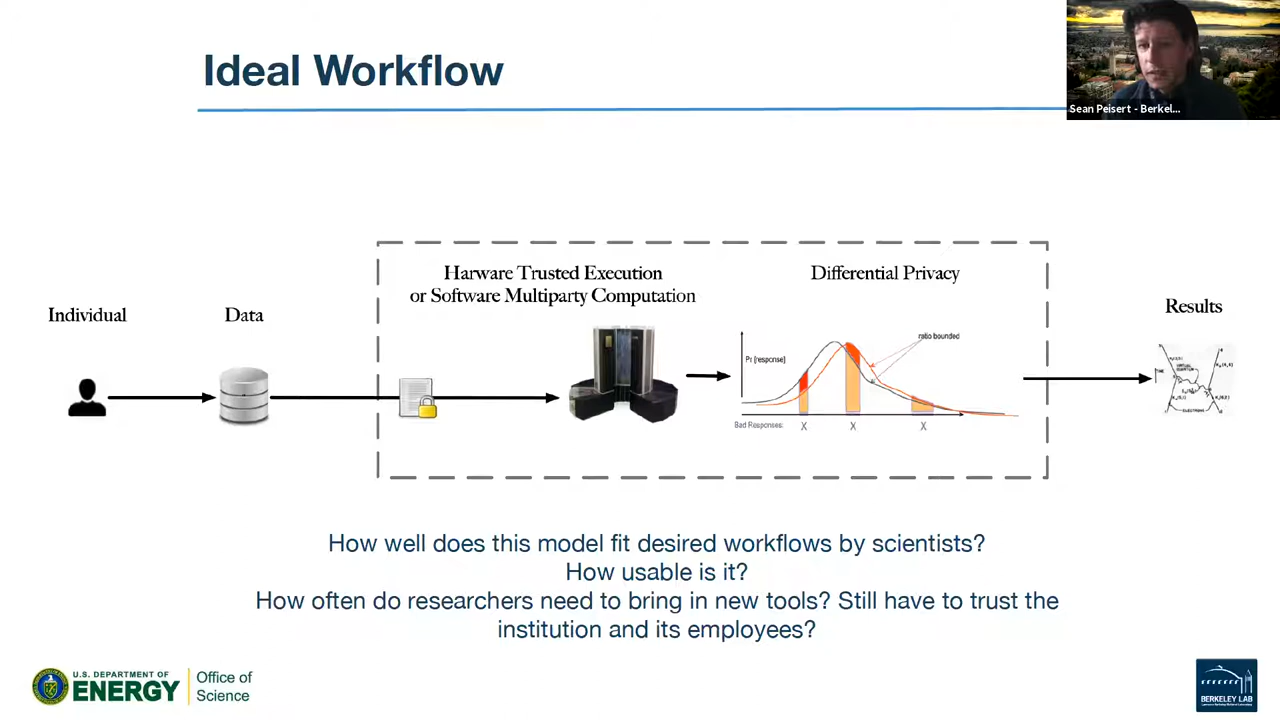 Ideal Workflow
Sean Peisert - Berkel...
Harware Trusted Execution
or Software Multiparty Computation
Differential Privacy
Individual
Data
Results
Pr [response]
ratio bounded
Bad Responses:
X
X
X
How well does this model fit desired workflows by scientists?
How usable is it?
How often do researchers need to bring in new tools? Still have to trust the
institution and its employees?
U.S. DEPARTMENT OF
ENERGY
Office of
Science
BERKELEY LAB